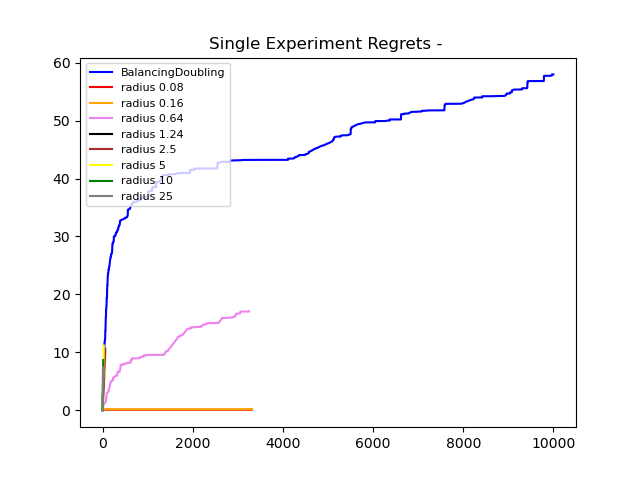 Single Experiment Regrets -
60
50
40
30
20
10
0
BalancingDoubling
radius 0.08
radius 0.16
radius 0.64
radius 1.24
radius 2.5
radius 5
radius 10
radius 25
0 2000 4000 6000 8000 10000